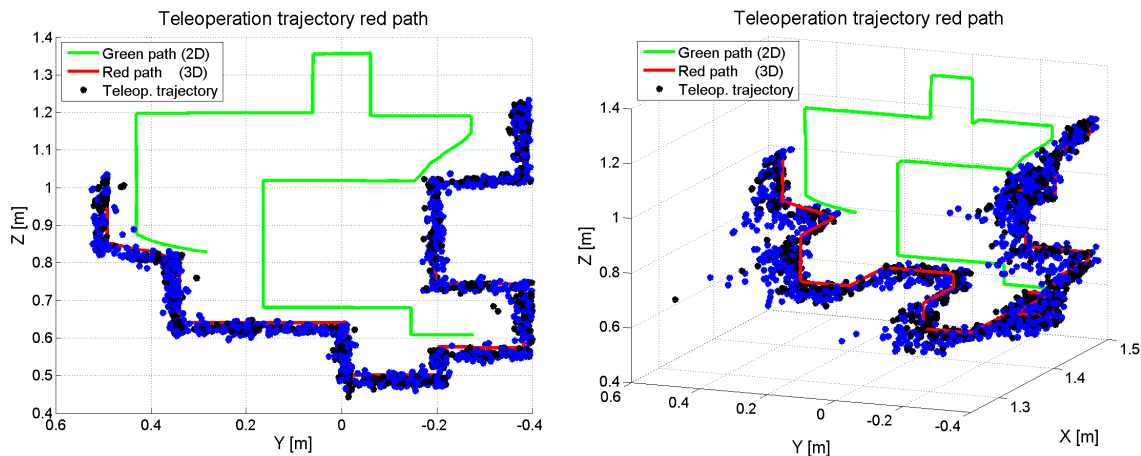 Teleoperation trajectory red path
Green path (2D)
Red path (3D)
Teleop. trajectory
1.4
1.3
1.2
1.1
1
0.9
0.8
0.7
0.6
0.5
0.4
Z [m]
0.6
0.4
0.2
0
-0.2
-0.4
Y [m]
Teleoperation trajectory red path
Green path (2D)
Red path (3D)
Teleop. trajectory
1.4
1.2
1
0.8
0.6
0.4
Z [m]
0.6
0.4
0.2
0
-0.2
-0.4
Y [m]
1.3
1.4
1.5
X [m]